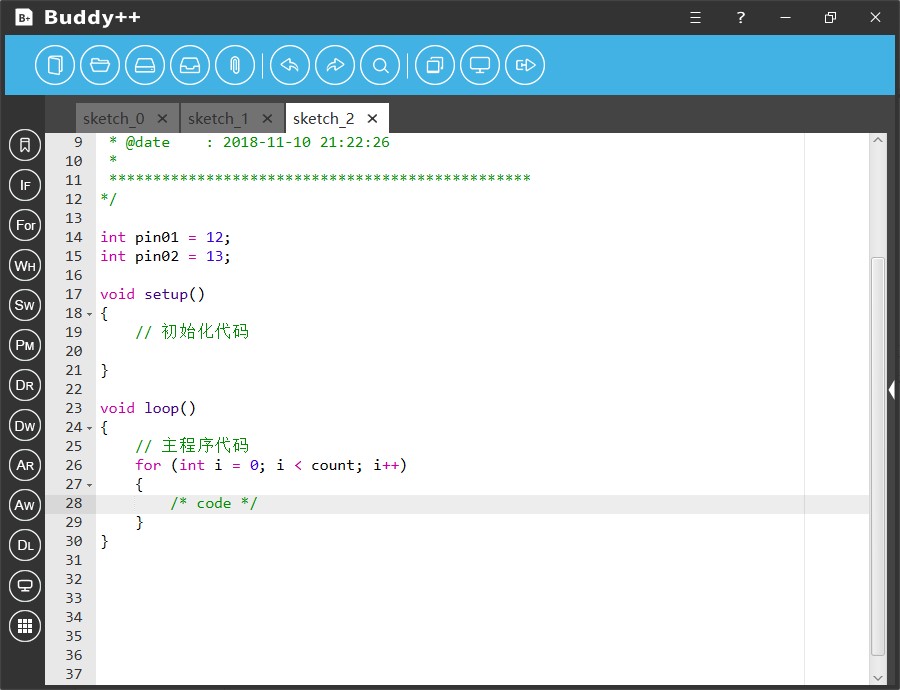 B+ Buddy++
?
sketch_0 × sketch_1 × sketch_2 ×
IF
For
WH
SW
PM
DR
DW
AR
AW
DL
9 * @date    : 2018-11-10 21:22:26
10 *
11 ************************************************
12 */
13
14 int pin01 = 12;
15 int pin02 = 13;
16
17 void setup()
18 {
19     // 初始化代码
20
21 }
22
23 void loop()
24 {
25     // 主程序代码
26     for (int i = 0; i < count; i++)
27     {
28         /* code */
29     }
30 }
31
32
33
34
35
36
37